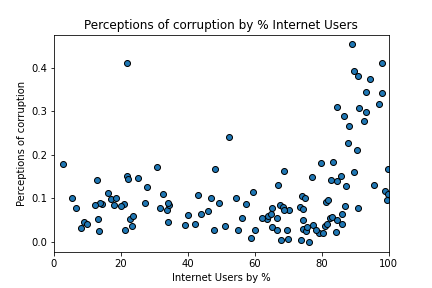 Perceptions of corruption by % Internet Users
Perceptions of corruption
0.4
0.3
0.2
0.1
0.0
0 20 40 60 80 100
Internet Users by %